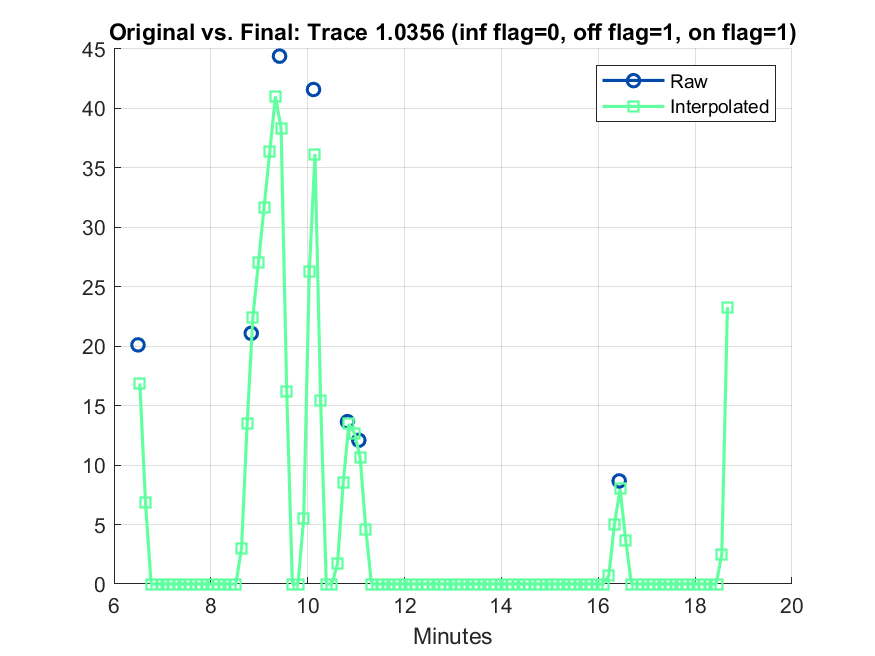 Original vs. Final: Trace 1.0356 (inf flag=0, off flag=1, on flag=1)
45
40
35
30
25
20
15
10
5
0
Raw
Interpolated
6 8 10 12 14 16 18 20
Minutes